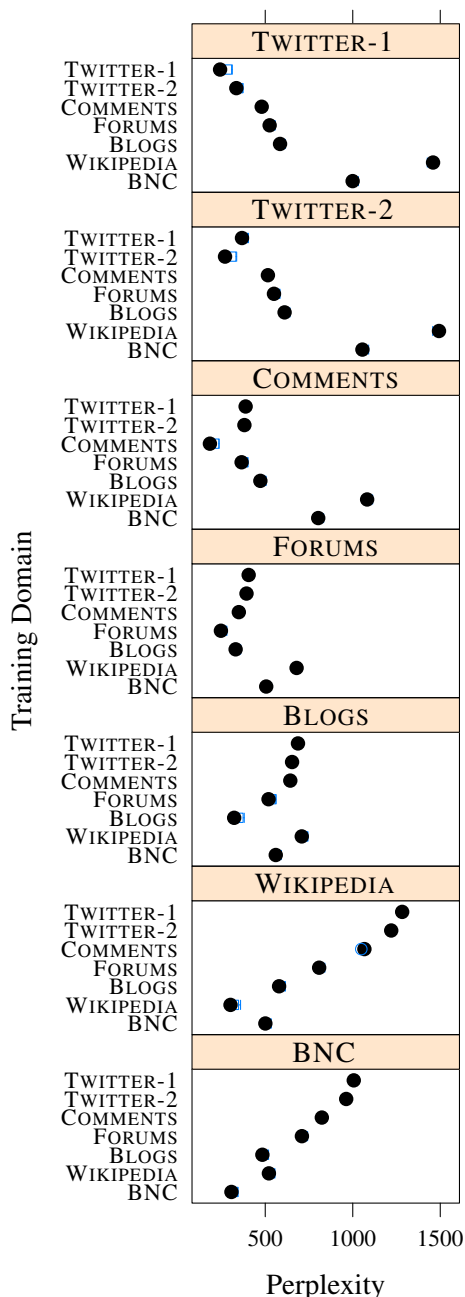 TWITTER-1
TWITTER-1
TWITTER-2
COMMENTS
FORUMS
BLOGS
WIKIPEDIA
BNC
TWITTER-2
TWITTER-1
TWITTER-2
COMMENTS
FORUMS
BLOGS
WIKIPEDIA
BNC
COMMENTS
TWITTER-1
TWITTER-2
COMMENTS
FORUMS
BLOGS
WIKIPEDIA
BNC
FORUMS
TWITTER-1
TWITTER-2
COMMENTS
FORUMS
BLOGS
WIKIPEDIA
BNC
BLOGS
TWITTER-1
TWITTER-2
COMMENTS
FORUMS
BLOGS
WIKIPEDIA
BNC
WIKIPEDIA
TWITTER-1
TWITTER-2
COMMENTS
FORUMS
BLOGS
WIKIPEDIA
BNC
BNC
TWITTER-1
TWITTER-2
COMMENTS
FORUMS
BLOGS
WIKIPEDIA
BNC
Training Domain
500 1000 1500
Perplexity